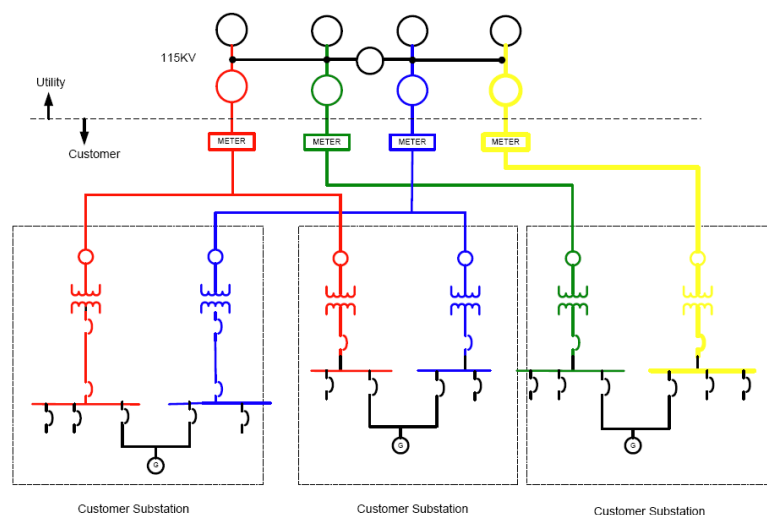 115KV
Utility
Customer
METER
METER
METER
METER
G
G
G
Customer Substation
Customer Substation
Customer Substation